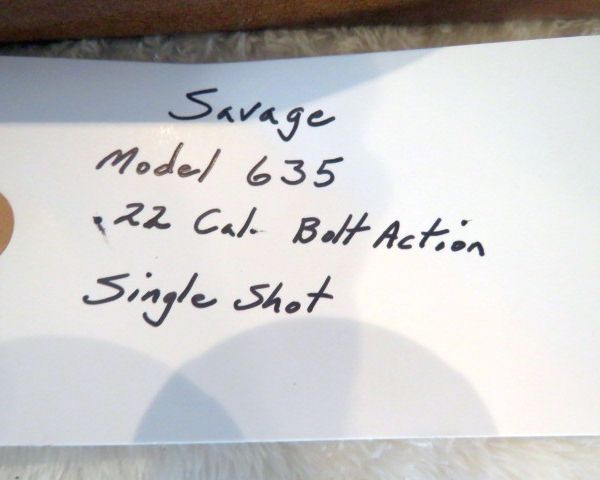 Savage
Model 635
.22 Cal. Bolt Action
Single Shot